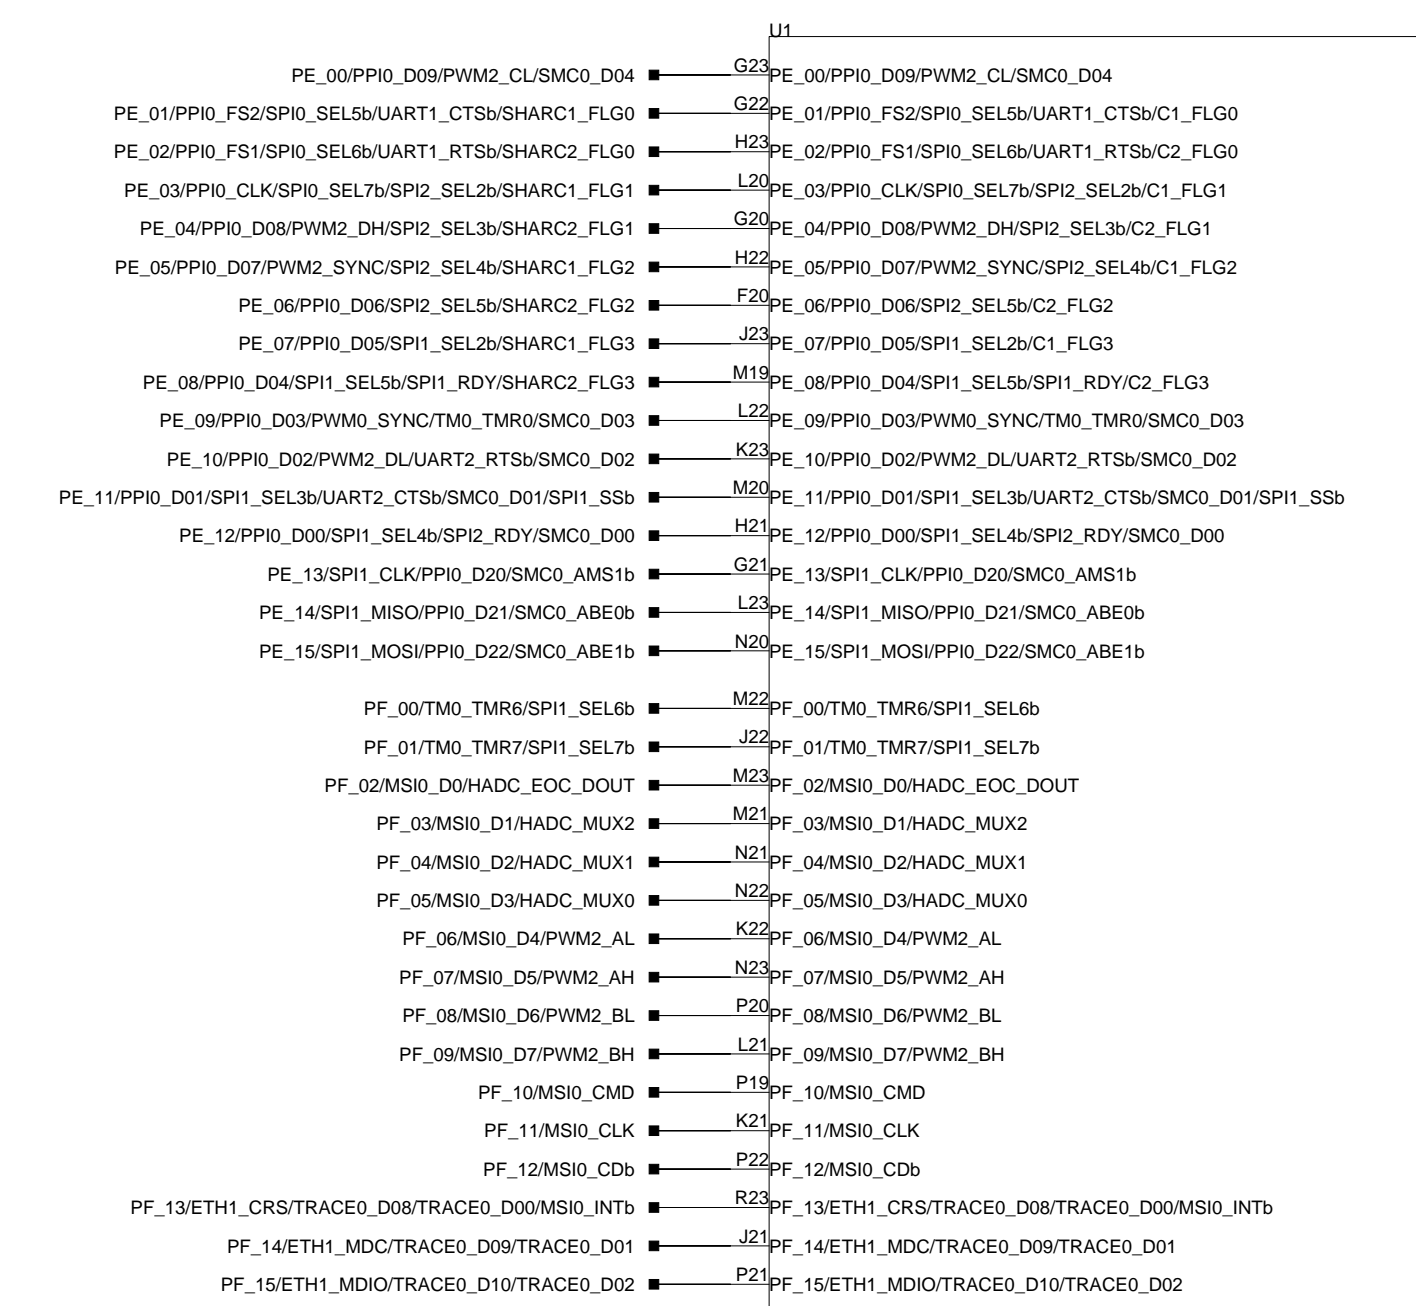 U1
PE_00/PPI0_D09/PWM2_CL/SMC0_D04 G23 PE_00/PPI0_D09/PWM2_CL/SMC0_D04
PE_01/PPI0_FS2/SPI0_SEL5b/UART1_CTSb/SHARC1_FLG0 G22 PE_01/PPI0_FS2/SPI0_SEL5b/UART1_CTSb/C1_FLG0
PE_02/PPI0_FS1/SPI0_SEL6b/UART1_RTSb/SHARC2_FLG0 H23 PE_02/PPI0_FS1/SPI0_SEL6b/UART1_RTSb/C2_FLG0
PE_03/PPI0_CLK/SPI0_SEL7b/SPI2_SEL2b/SHARC1_FLG1 L20 PE_03/PPI0_CLK/SPI0_SEL7b/SPI2_SEL2b/C1_FLG1
PE_04/PPI0_D08/PWM2_DH/SPI2_SEL3b/SHARC2_FLG1 G20 PE_04/PPI0_D08/PWM2_DH/SPI2_SEL3b/C2_FLG1
PE_05/PPI0_D07/PWM2_SYNC/SPI2_SEL4b/SHARC1_FLG2 H22 PE_05/PPI0_D07/PWM2_SYNC/SPI2_SEL4b/C1_FLG2
PE_06/PPI0_D06/SPI2_SEL5b/SHARC2_FLG2 F20 PE_06/PPI0_D06/SPI2_SEL5b/C2_FLG2
PE_07/PPI0_D05/SPI1_SEL2b/SHARC1_FLG3 J23 PE_07/PPI0_D05/SPI1_SEL2b/C1_FLG3
PE_08/PPI0_D04/SPI1_SEL5b/SPI1_RDY/SHARC2_FLG3 M19 PE_08/PPI0_D04/SPI1_SEL5b/SPI1_RDY/C2_FLG3
PE_09/PPI0_D03/PWM0_SYNC/TM0_TMR0/SMC0_D03 L22 PE_09/PPI0_D03/PWM0_SYNC/TM0_TMR0/SMC0_D03
PE_10/PPI0_D02/PWM2_DL/UART2_RTSb/SMC0_D02 K23 PE_10/PPI0_D02/PWM2_DL/UART2_RTSb/SMC0_D02
PE_11/PPI0_D01/SPI1_SEL3b/UART2_CTSb/SMC0_D01/SPI1_SSb M20 PE_11/PPI0_D01/SPI1_SEL3b/UART2_CTSb/SMC0_D01/SPI1_SSb
PE_12/PPI0_D00/SPI1_SEL4b/SPI2_RDY/SMC0_D00 H21 PE_12/PPI0_D00/SPI1_SEL4b/SPI2_RDY/SMC0_D00
PE_13/SPI1_CLK/PPI0_D20/SMC0_AMS1b G21 PE_13/SPI1_CLK/PPI0_D20/SMC0_AMS1b
PE_14/SPI1_MISO/PPI0_D21/SMC0_ABE0b L23 PE_14/SPI1_MISO/PPI0_D21/SMC0_ABE0b
PE_15/SPI1_MOSI/PPI0_D22/SMC0_ABE1b N20 PE_15/SPI1_MOSI/PPI0_D22/SMC0_ABE1b
PF_00/TM0_TMR6/SPI1_SEL6b M22 PF_00/TM0_TMR6/SPI1_SEL6b
PF_01/TM0_TMR7/SPI1_SEL7b J22 PF_01/TM0_TMR7/SPI1_SEL7b
PF_02/MSI0_D0/HADC_EOC_DOUT M23 PF_02/MSI0_D0/HADC_EOC_DOUT
PF_03/MSI0_D1/HADC_MUX2 M21 PF_03/MSI0_D1/HADC_MUX2
PF_04/MSI0_D2/HADC_MUX1 N21 PF_04/MSI0_D2/HADC_MUX1
PF_05/MSI0_D3/HADC_MUX0 N22 PF_05/MSI0_D3/HADC_MUX0
PF_06/MSI0_D4/PWM2_AL K22 PF_06/MSI0_D4/PWM2_AL
PF_07/MSI0_D5/PWM2_AH N23 PF_07/MSI0_D5/PWM2_AH
PF_08/MSI0_D6/PWM2_BL P20 PF_08/MSI0_D6/PWM2_BL
PF_09/MSI0_D7/PWM2_BH L21 PF_09/MSI0_D7/PWM2_BH
PF_10/MSI0_CMD P19 PF_10/MSI0_CMD
PF_11/MSI0_CLK K21 PF_11/MSI0_CLK
PF_12/MSI0_CDb P22 PF_12/MSI0_CDb
PF_13/ETH1_CRS/TRACE0_D08/TRACE0_D00/MSI0_INTb R23 PF_13/ETH1_CRS/TRACE0_D08/TRACE0_D00/MSI0_INTb
PF_14/ETH1_MDC/TRACE0_D09/TRACE0_D01 J21 PF_14/ETH1_MDC/TRACE0_D09/TRACE0_D01
PF_15/ETH1_MDIO/TRACE0_D10/TRACE0_D02 P21 PF_15/ETH1_MDIO/TRACE0_D10/TRACE0_D02